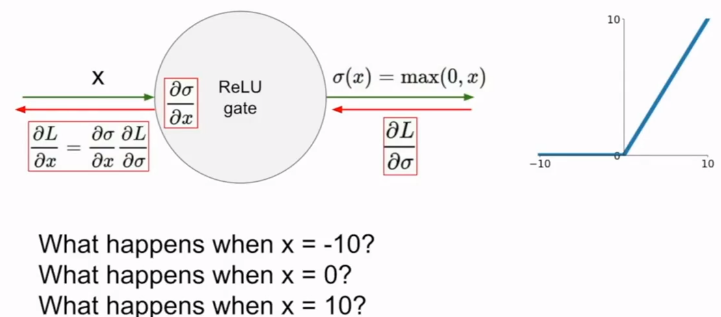 x
ReLU
gate
∂σ/∂x
σ(x) = max(0, x)
∂L/∂x = ∂σ/∂x ∂L/∂σ
∂L/∂σ
10
-10
0
10
What happens when x = -10?
What happens when x = 0?
What happens when x = 10?